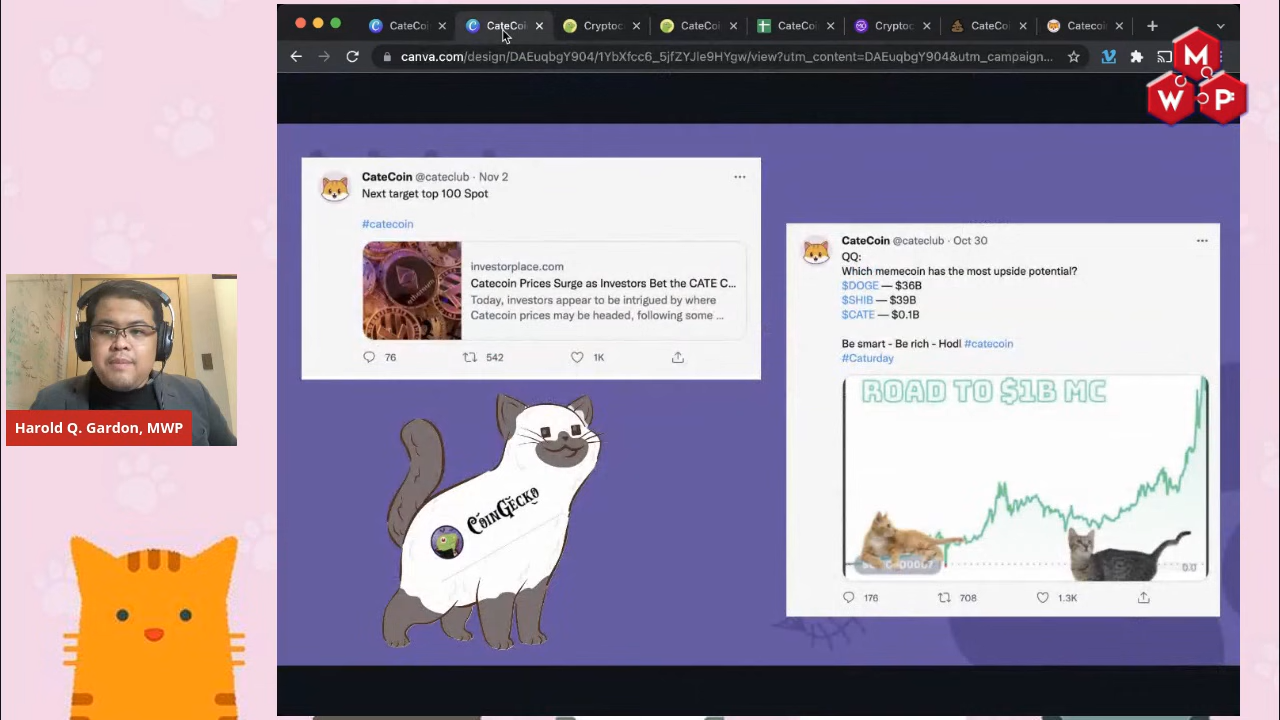 CateCoi
CateCoi
Cryptoc
CateCoi
CateCoi
Cryptoc
CateCoi
Catecoi
canva.com/design/DAEuqbgY904/1YbXfcc6_5jfZYJIe9HYgw/view?utm_content=DAEuqbgY904&utm_campaign...
M
W P
CateCoin @cateclub · Nov 2
Next target top 100 Spot
#catecoin
investorplace.com
Catecoin Prices Surge as Investors Bet the CATE C...
Today, investors appear to be intrigued by where
Catecoin prices may be headed, following some ...
76 542 1K
CateCoin @cateclub · Oct 30
QQ:
Which memecoin has the most upside potential?
$DOGE — $36B
$SHIB — $39B
$CATE — $0.1B
Be smart - Be rich - Hodl #catecoin
#Caturday
ROAD TO $1B MC
0.0
176 708 1.3K
COINGECKO
Harold Q. Gardon, MWP